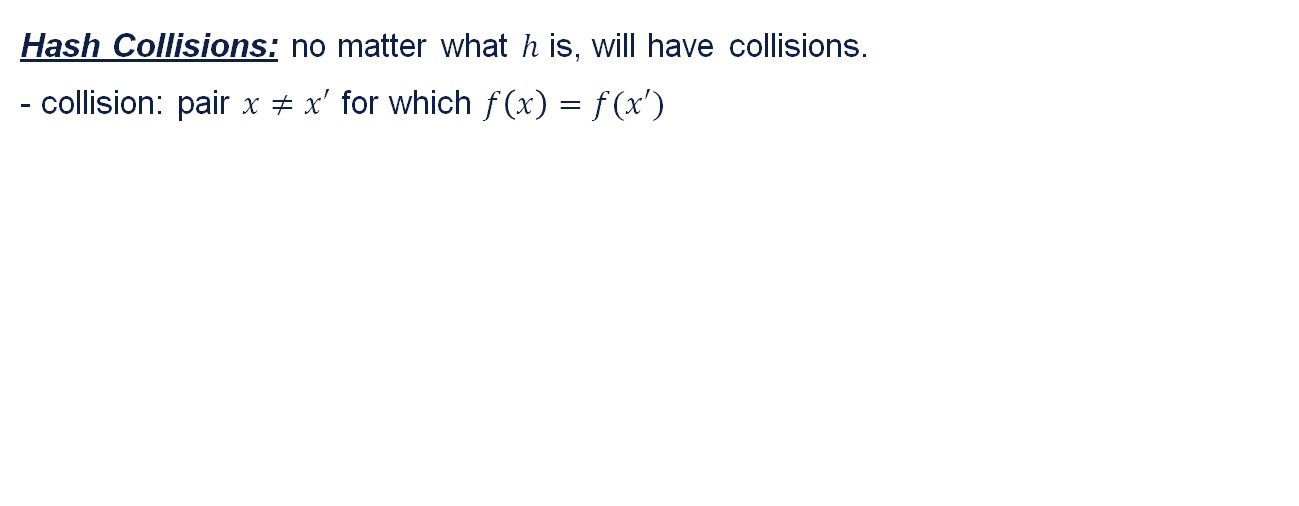 Hash Collisions: no matter what h is, will have collisions.
- collision: pair x ≠ x′ for which f(x) = f(x′)